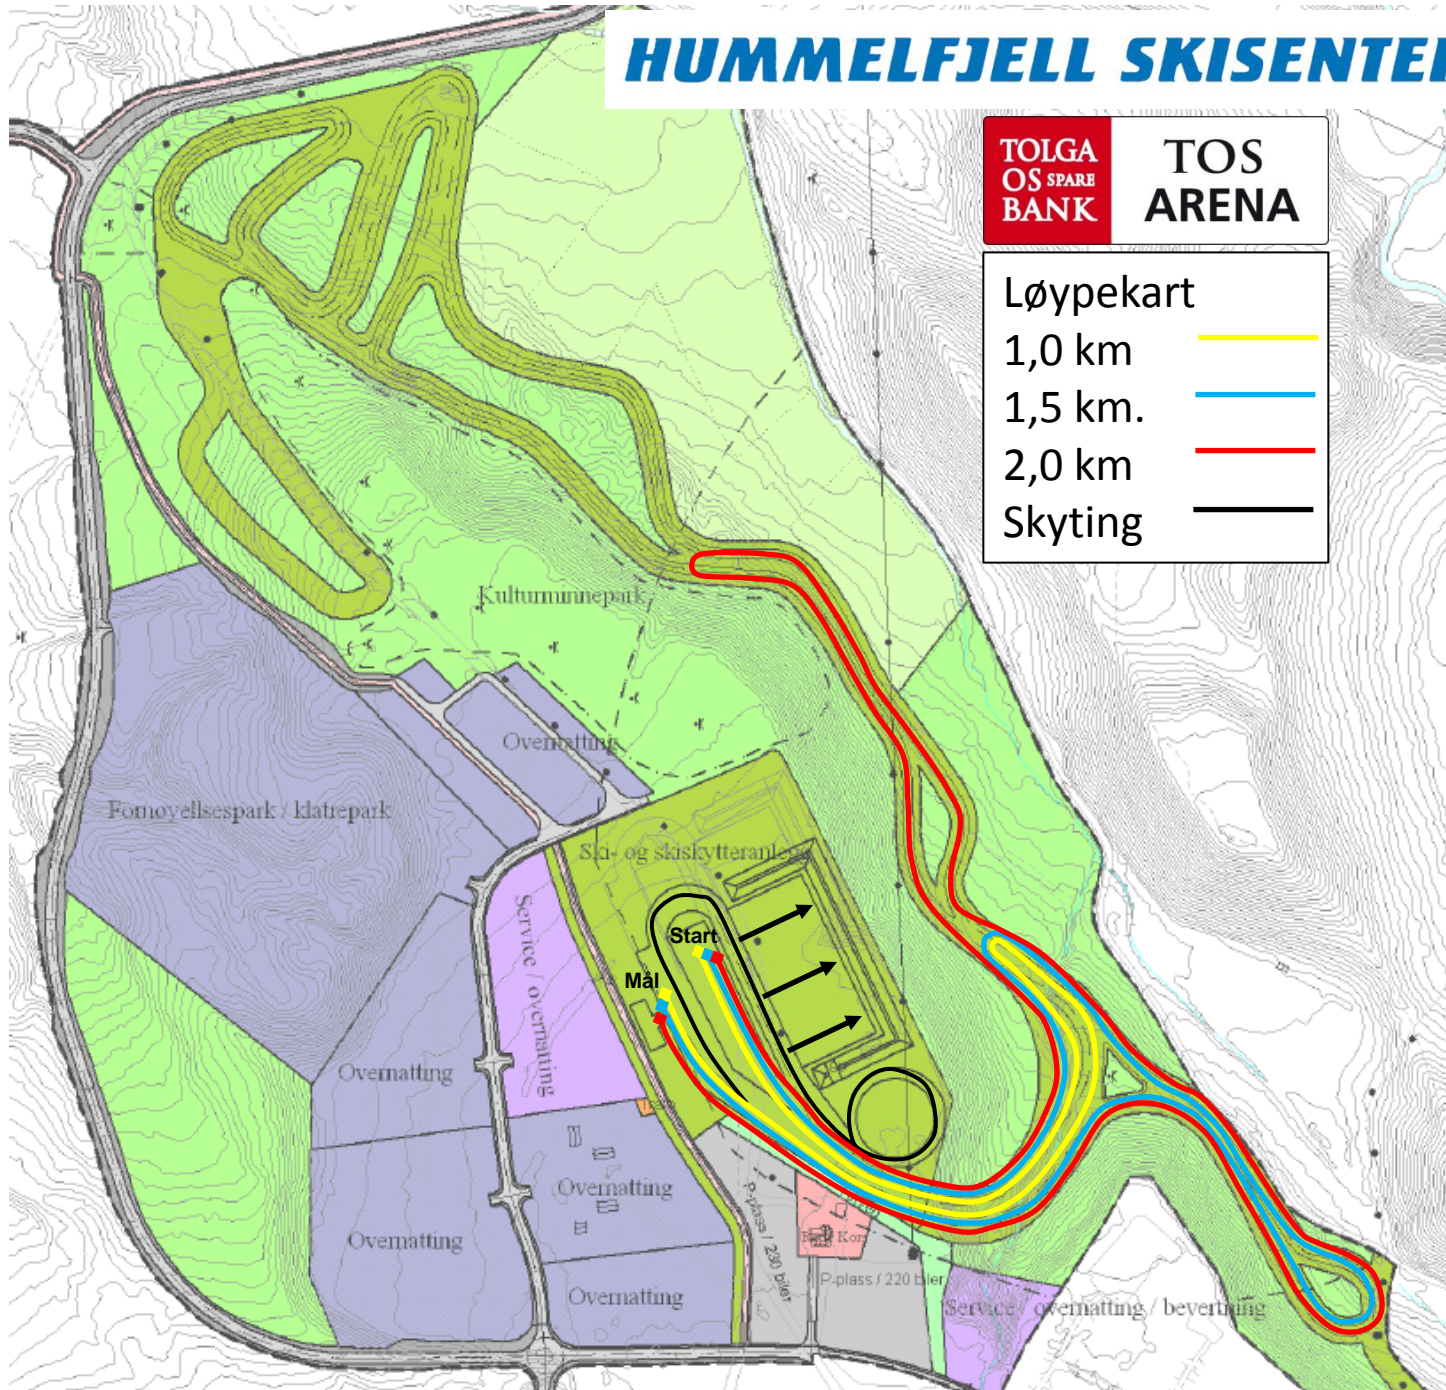 HUMMELFJELL SKISENTE
TOLGA
OS SPARE
BANK
TOS
ARENA
Løypekart
1,0 km
1,5 km.
2,0 km
Skyting
Kulturminnepark
Overnatting
Fornøyellsespark / klatrepark
Ski- og skiskytteranlegg
Service / overnatting
Start
Mål
Overnatting
Overnatting
Overnatting
Overnatting
P-plass / 230 biler
Røde Kors
P-plass / 220 biler
Service / overnatting / bevertning